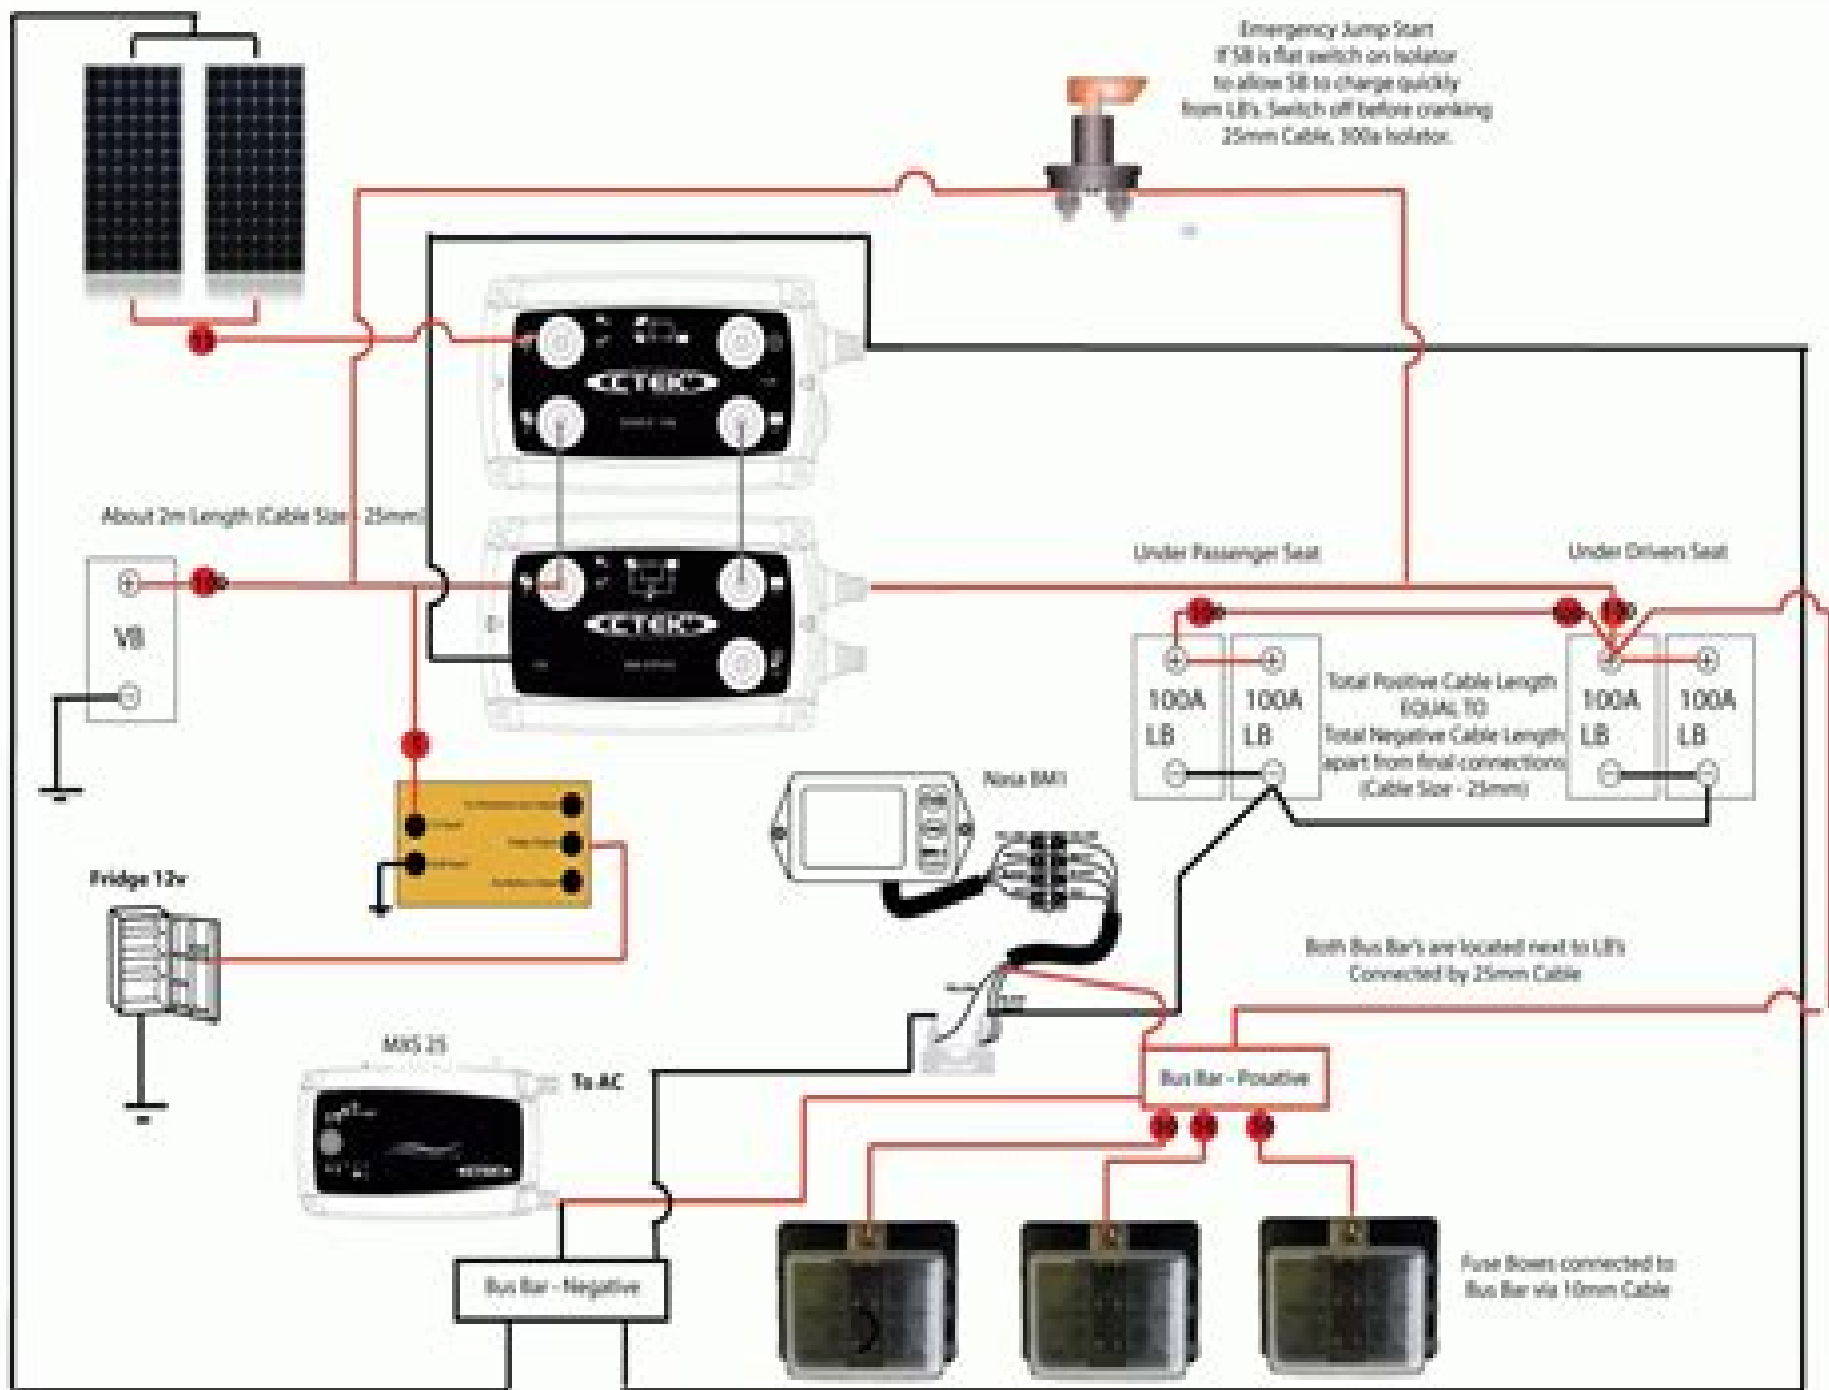 Emergency Jump Start
If SB is flat switch on isolator
to allow SB to charge quickly
from LB's. Switch off before cranking
25mm Cable, 300a Isolator.
CTEK
About 2m Length (Cable Size - 25mm)
VB
CTEK
Under Passenger Seat
Under Drivers Seat
100A
LB
100A
LB
Total Positive Cable Length
EQUAL TO
Total Negative Cable Length
apart from final connections
(Cable Size - 25mm)
100A
LB
100A
LB
Nasa BM1
Fridge 12v
Both Bus Bar's are located next to LB's
Connected by 25mm Cable
MXS 25
To AC
CTEK
Bus Bar - Posative
Bus Bar - Negative
Fuse Boxes connected to
Bus Bar via 10mm Cable